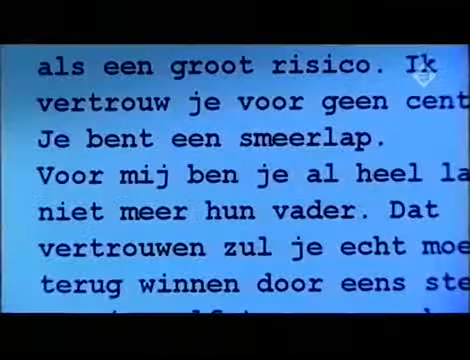 als een groot risico. Ik
vertrouw je voor geen cent
Je bent een smeerlap.
Voor mij ben je al heel la
niet meer hun vader. Dat
vertrouwen zul je echt moe
terug winnen door eens ste